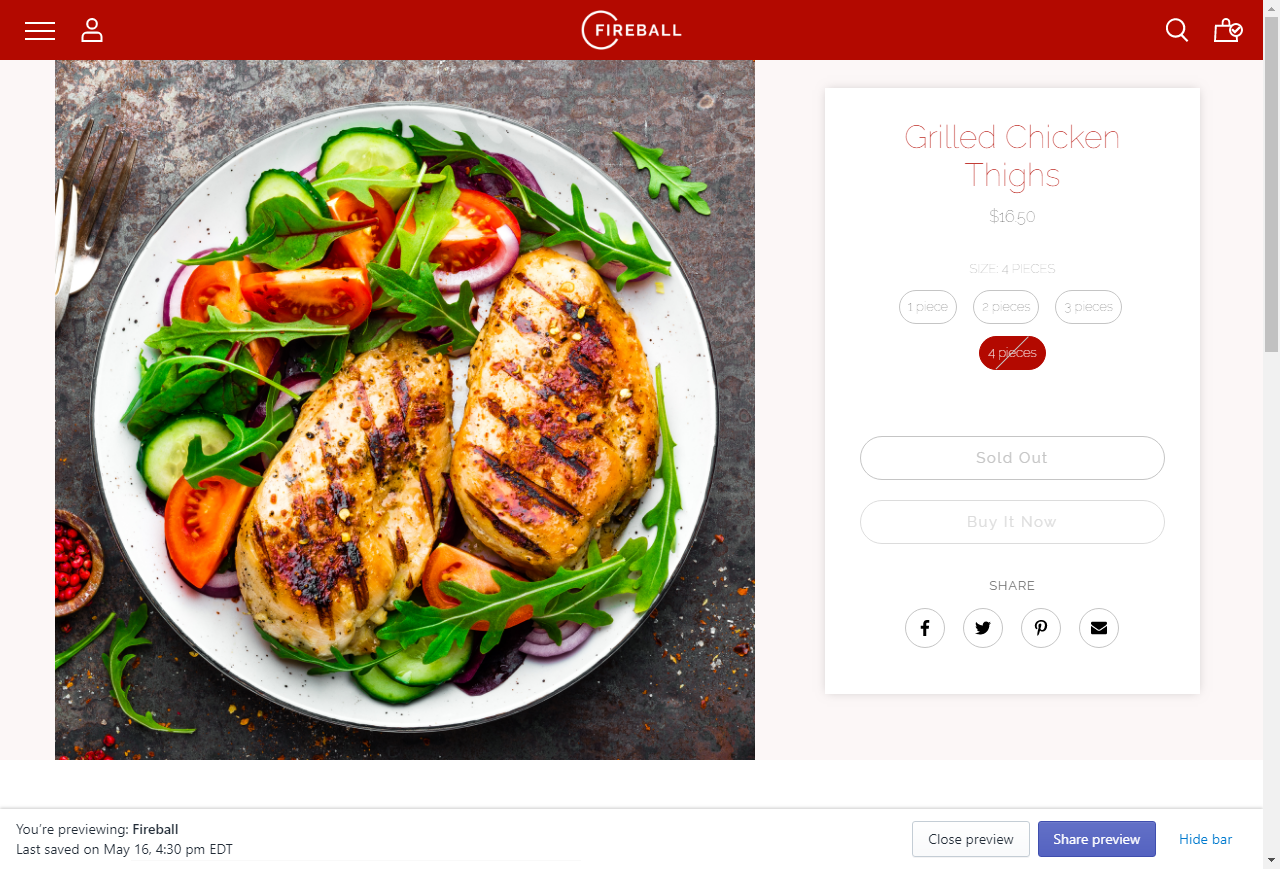 FIREBALL
Grilled Chicken
Thighs
$16.50
SIZE: 4 PIECES
1 piece
2 pieces
3 pieces
4 pieces
Sold Out
Buy It Now
SHARE
You're previewing: Fireball
Last saved on May 16, 4:30 pm EDT
Close preview
Share preview
Hide bar